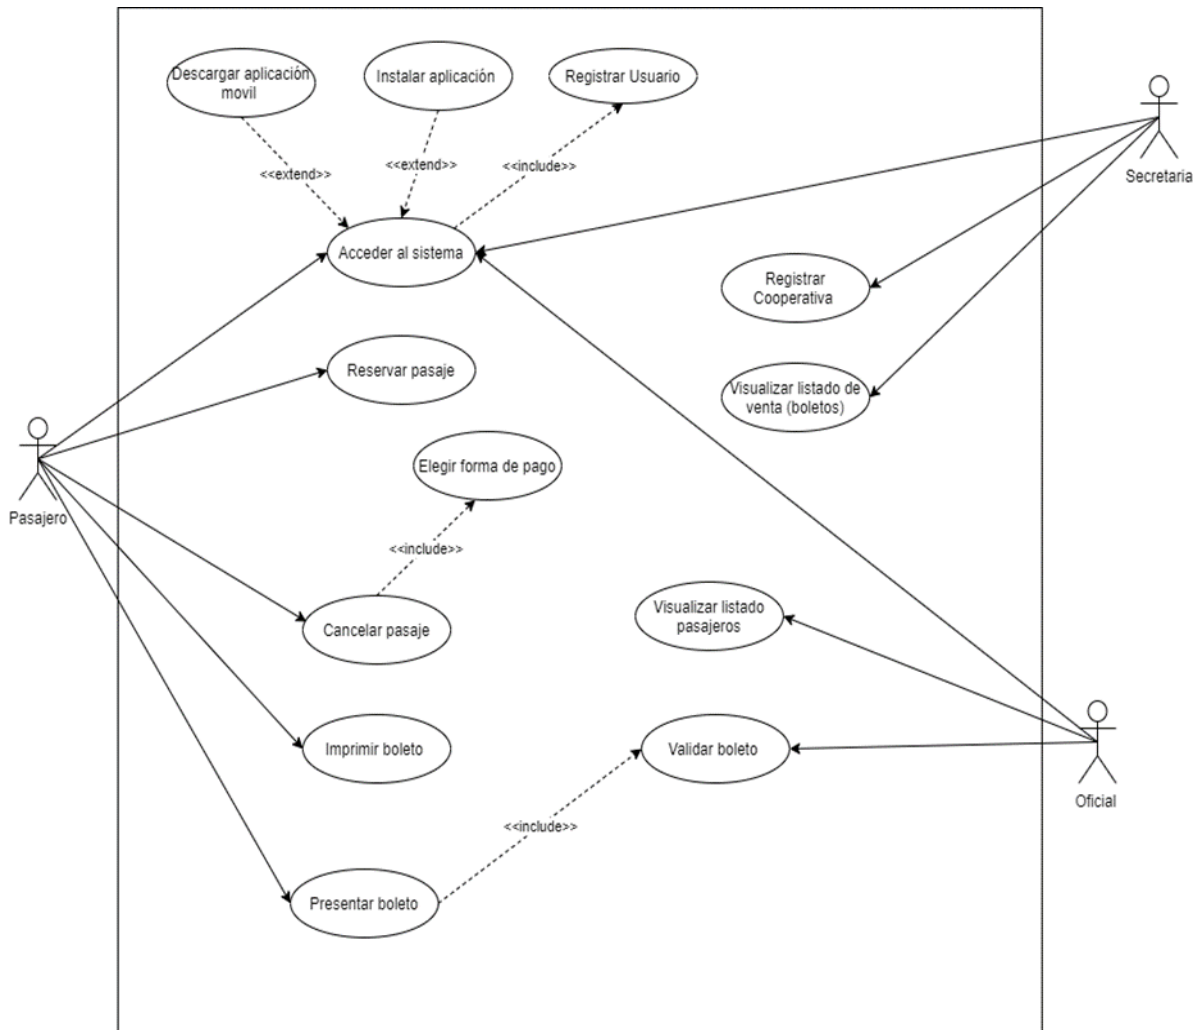 Descargar aplicación
movil
Instalar aplicación
Registrar Usuario
<<extend>>
<<extend>>
<<include>>
Secretaria
Acceder al sistema
Registrar
Cooperativa
Reservar pasaje
Visualizar listado de
venta (boletos)
Elegir forma de pago
Pasajero
<<include>>
Cancelar pasaje
Visualizar listado
pasajeros
Imprimir boleto
Validar boleto
Oficial
<<include>>
Presentar boleto